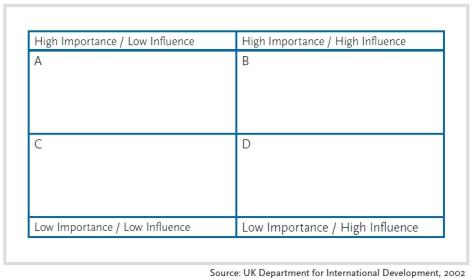 High Importance / Low Influence
High Importance / High Influence
A
B
C
D
Low Importance / Low Influence
Low Importance / High Influence
Source: UK Department for International Development, 2002